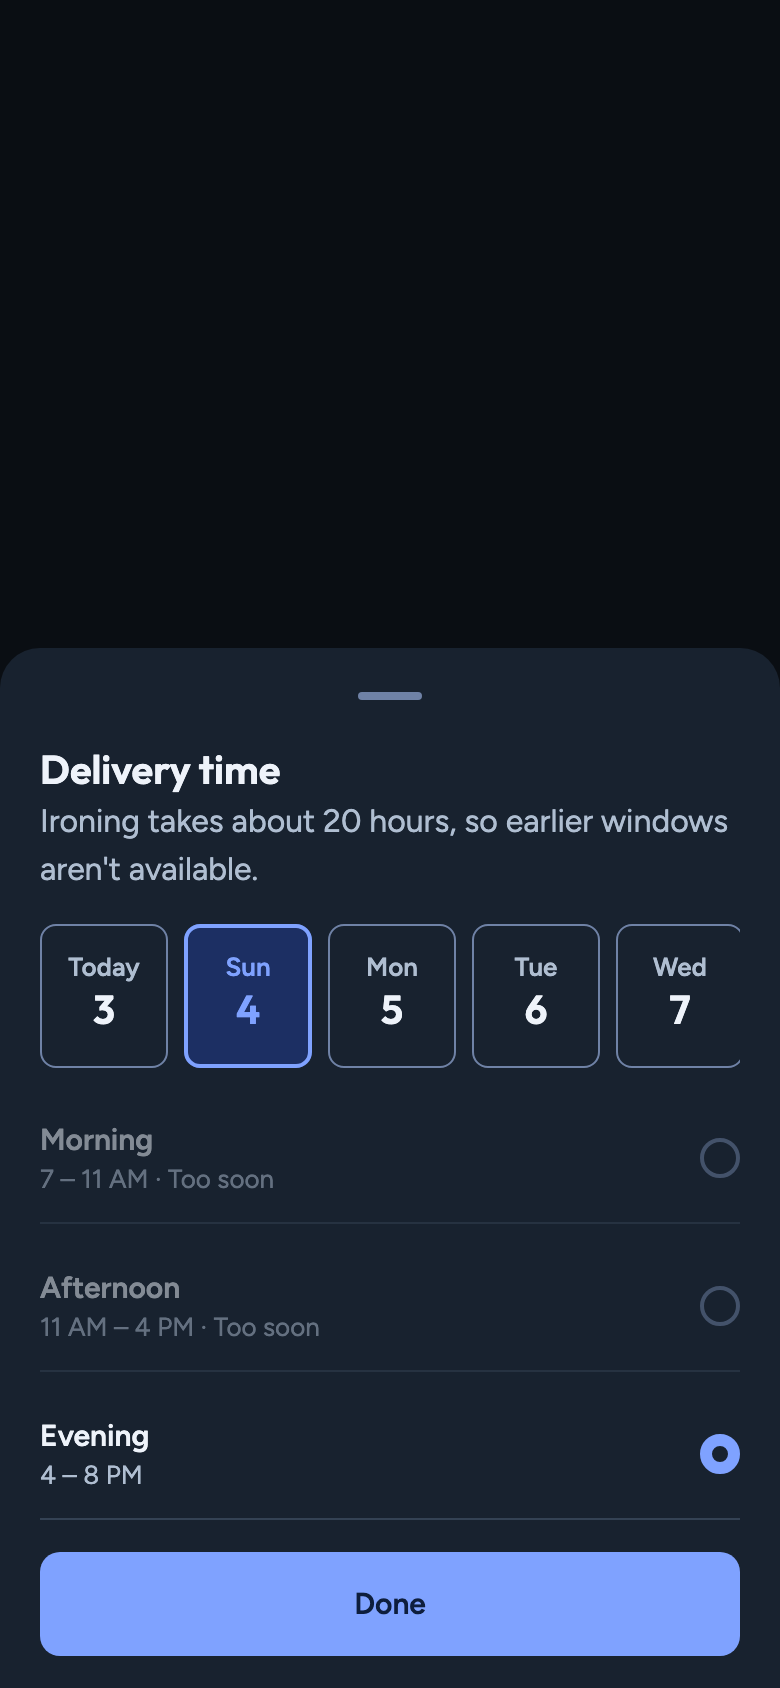 Delivery time
Ironing takes about 20 hours, so earlier windows
aren't available.
Today Sun Mon Tue Wed
3 4 5 6 7
Morning
7 – 11 AM · Too soon
Afternoon
11 AM – 4 PM · Too soon
Evening
4 – 8 PM
Done